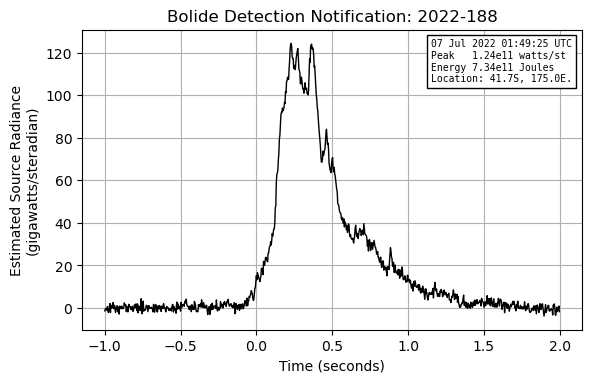 Bolide Detection Notification: 2022-188
07 Jul 2022 01:49:25 UTC
Peak   1.24e11 watts/st
Energy 7.34e11 Joules
Location: 41.7S, 175.0E.
Estimated Source Radiance
(gigawatts/steradian)
120
100
80
60
40
20
0
−1.0 −0.5 0.0 0.5 1.0 1.5 2.0
Time (seconds)